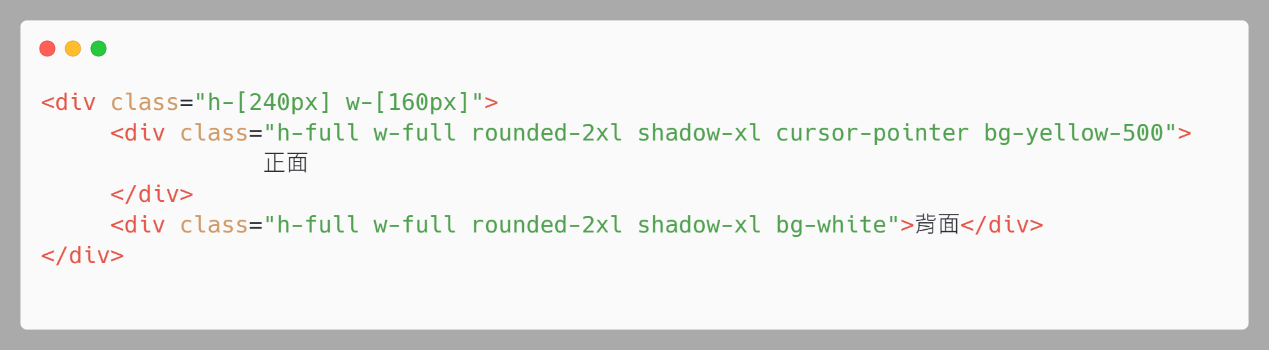 <div class="h-[240px] w-[160px]">
<div class="h-full w-full rounded-2xl shadow-xl cursor-pointer bg-yellow-500">
正面
</div>
<div class="h-full w-full rounded-2xl shadow-xl bg-white">背面</div>
</div>